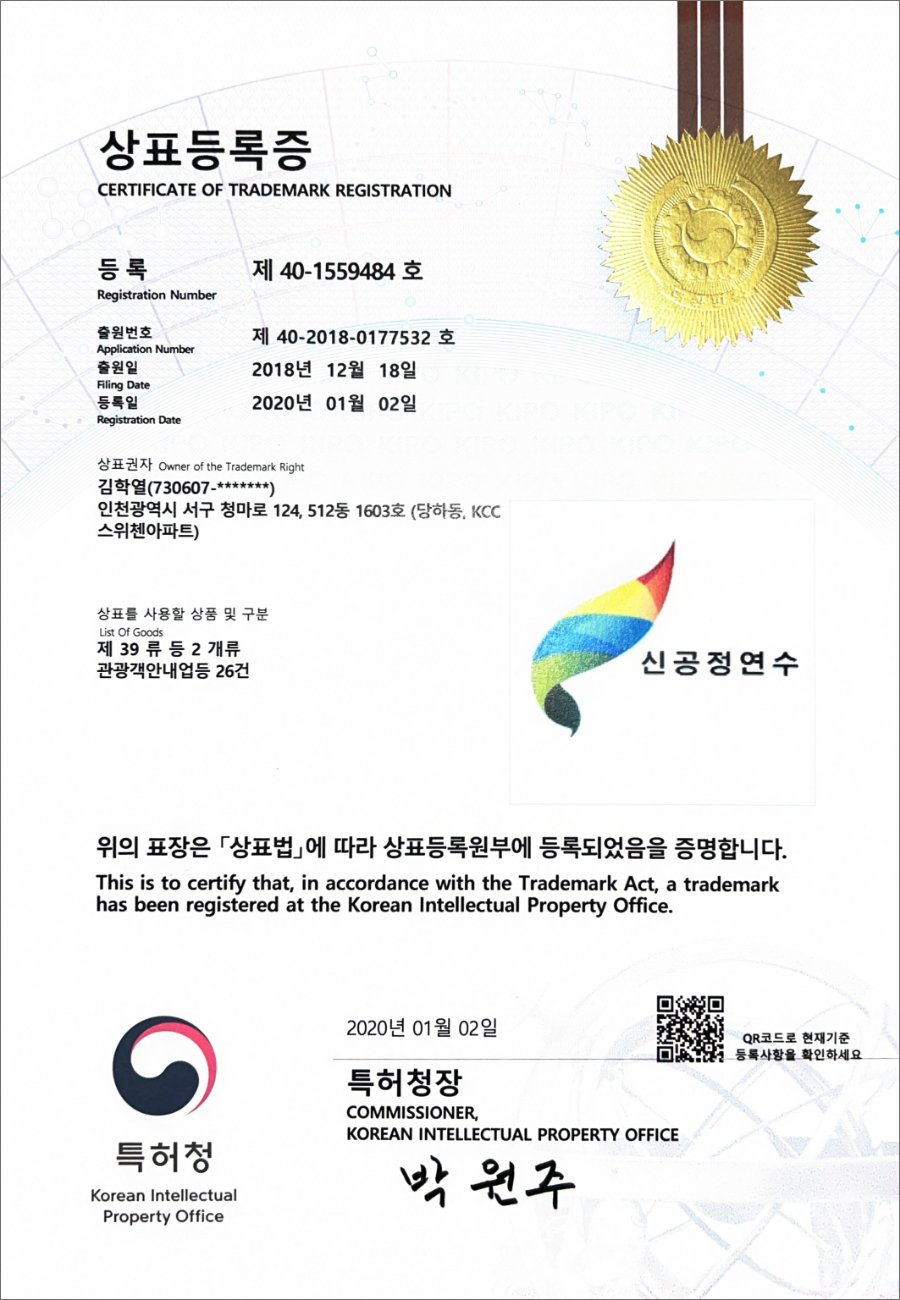 상표등록증
CERTIFICATE OF TRADEMARK REGISTRATION
등 록 제 40-1559484 호
Registration Number
출원번호 제 40-2018-0177532 호
Application Number
출원일 2018년 12월 18일
Filing Date
등록일 2020년 01월 02일
Registration Date
KIPO
KIPO KIPO KIPO KIPO
KIPO KIPO KIPO KIPO KIPO KIPO KIPO
상표권자 Owner of the Trademark Right
김학열(730607-*******)
인천광역시 서구 청마로 124, 512동 1603호 (당하동, KCC
스위첸아파트)
상표를 사용할 상품 및 구분
List Of Goods
제 39 류 등 2 개류
관광객안내업등 26건
신공정연수
위의 표장은 「상표법」에 따라 상표등록원부에 등록되었음을 증명합니다.
This is to certify that, in accordance with the Trademark Act, a trademark
has been registered at the Korean Intellectual Property Office.
2020년 01월 02일
QR코드로 현재기준
등록사항을 확인하세요
특허청장
COMMISSIONER,
KOREAN INTELLECTUAL PROPERTY OFFICE
박원주
특허청
Korean Intellectual
Property Office